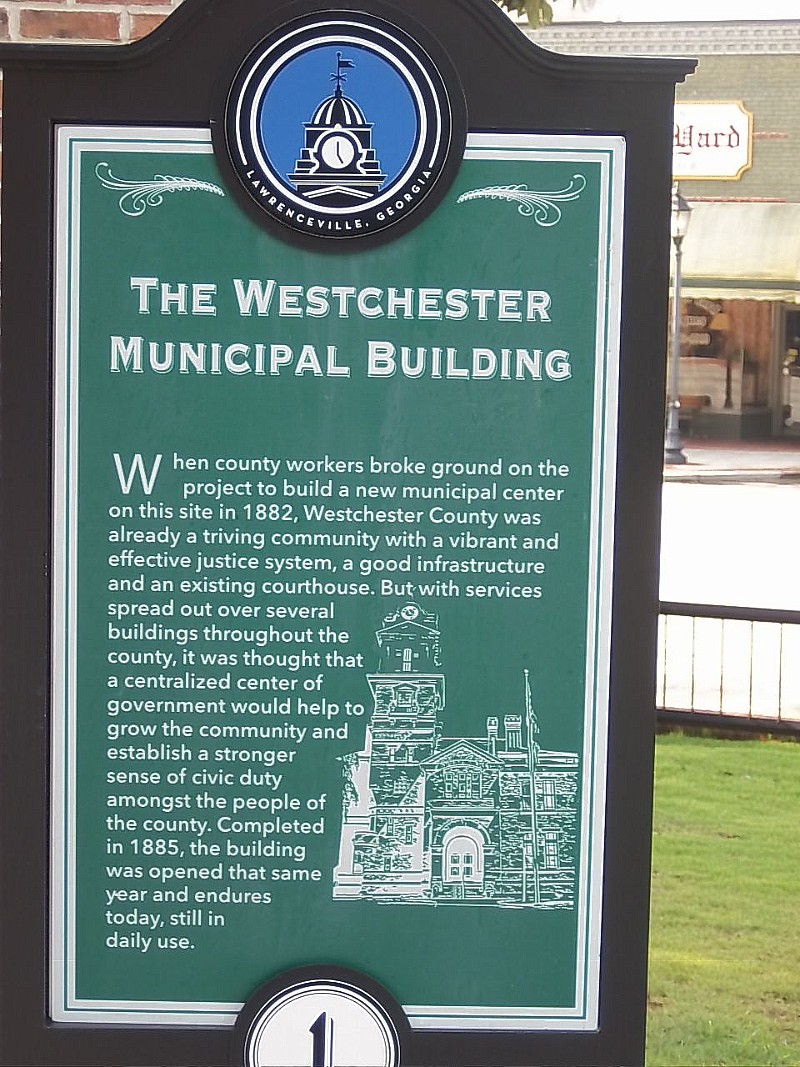 LAWRENCEVILLE, GEORGIA
Yard
THE WESTCHESTER
MUNICIPAL BUILDING
When county workers broke ground on the
project to build a new municipal center
on this site in 1882, Westchester County was
already a triving community with a vibrant and
effective justice system, a good infrastructure
and an existing courthouse. But with services
spread out over several
buildings throughout the
county, it was thought that
a centralized center of
government would help to
grow the community and
establish a stronger
sense of civic duty
amongst the people of
the county. Completed
in 1885, the building
was opened that same
year and endures
today, still in
daily use.
1